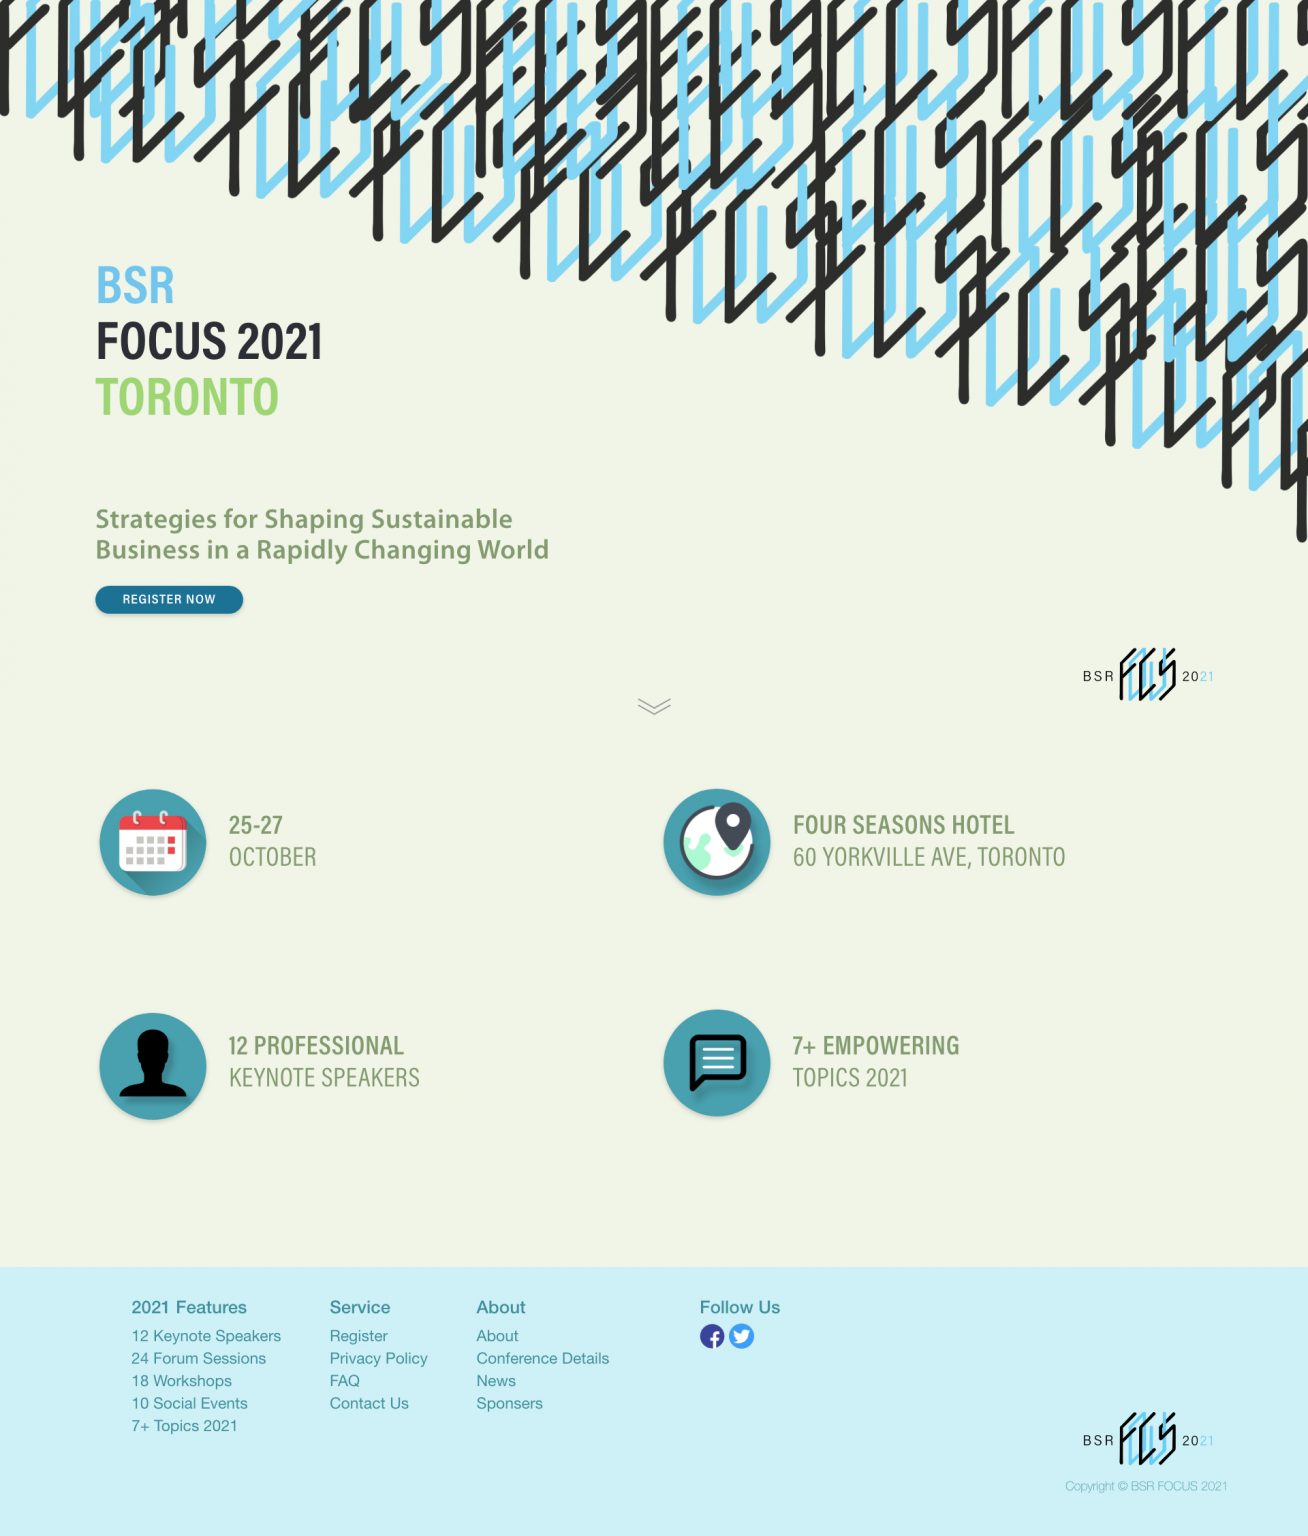 BSR
FOCUS 2021
TORONTO
Strategies for Shaping Sustainable
Business in a Rapidly Changing World
REGISTER NOW
BSR FOCUS 2021
25-27
OCTOBER
FOUR SEASONS HOTEL
60 YORKVILLE AVE, TORONTO
12 PROFESSIONAL
KEYNOTE SPEAKERS
7+ EMPOWERING
TOPICS 2021
2021 Features
12 Keynote Speakers
24 Forum Sessions
18 Workshops
10 Social Events
7+ Topics 2021
Service
Register
Privacy Policy
FAQ
Contact Us
About
About
Conference Details
News
Sponsers
Follow Us
BSR FOCUS 2021
Copyright © BSR FOCUS 2021